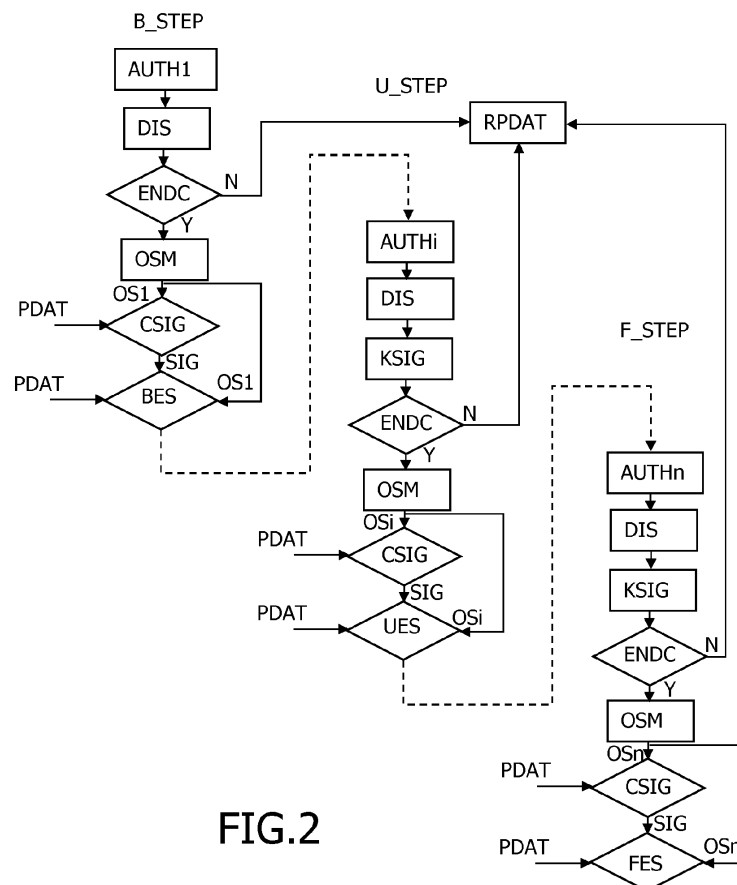 B_STEP
AUTH1
DIS
ENDC
N
Y
OSM
OS1
PDAT
CSIG
SIG
PDAT
BES
OS1
U_STEP
RPDAT
AUTHi
DIS
KSIG
ENDC
N
Y
OSM
OSi
PDAT
CSIG
SIG
PDAT
UES
OSi
F_STEP
AUTHn
DIS
KSIG
ENDC
N
Y
OSM
OSn
PDAT
CSIG
SIG
PDAT
FES
OSn
FIG.2